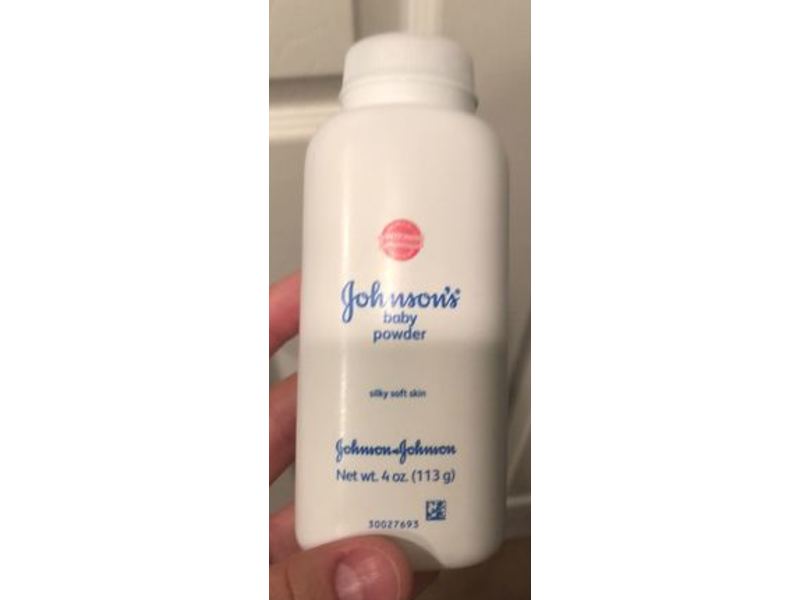 Johnson's®
baby
powder
silky soft skin
Johnson&Johnson
Net wt. 4 oz. (113 g)
30027693